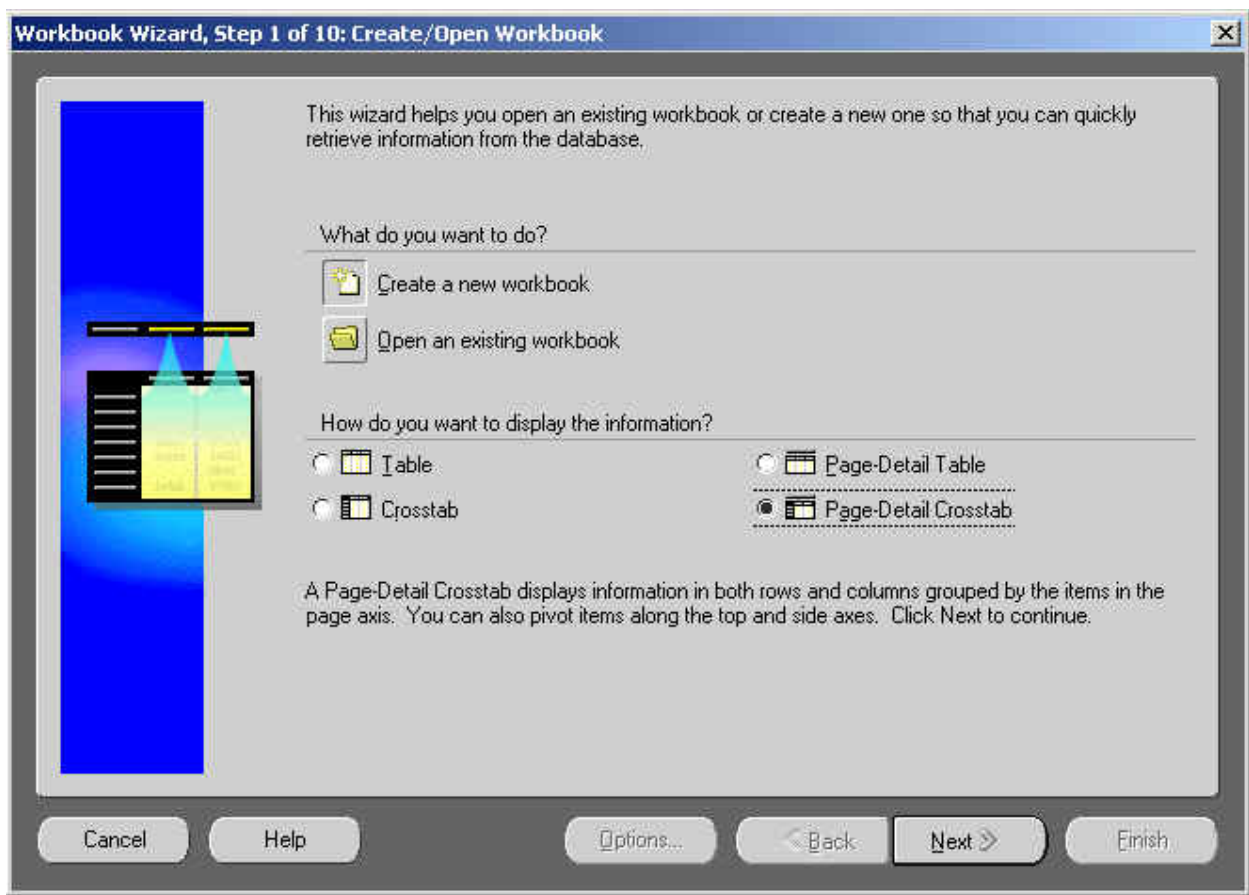 Workbook Wizard, Step 1 of 10: Create/Open Workbook
This wizard helps you open an existing workbook or create a new one so that you can quickly
retrieve information from the database.
What do you want to do?
Create a new workbook
Open an existing workbook
How do you want to display the information?
Table
Page-Detail Table
Crosstab
Page-Detail Crosstab
A Page-Detail Crosstab displays information in both rows and columns grouped by the items in the
page axis. You can also pivot items along the top and side axes. Click Next to continue.
Cancel
Help
Options...
Back
Next
Finish